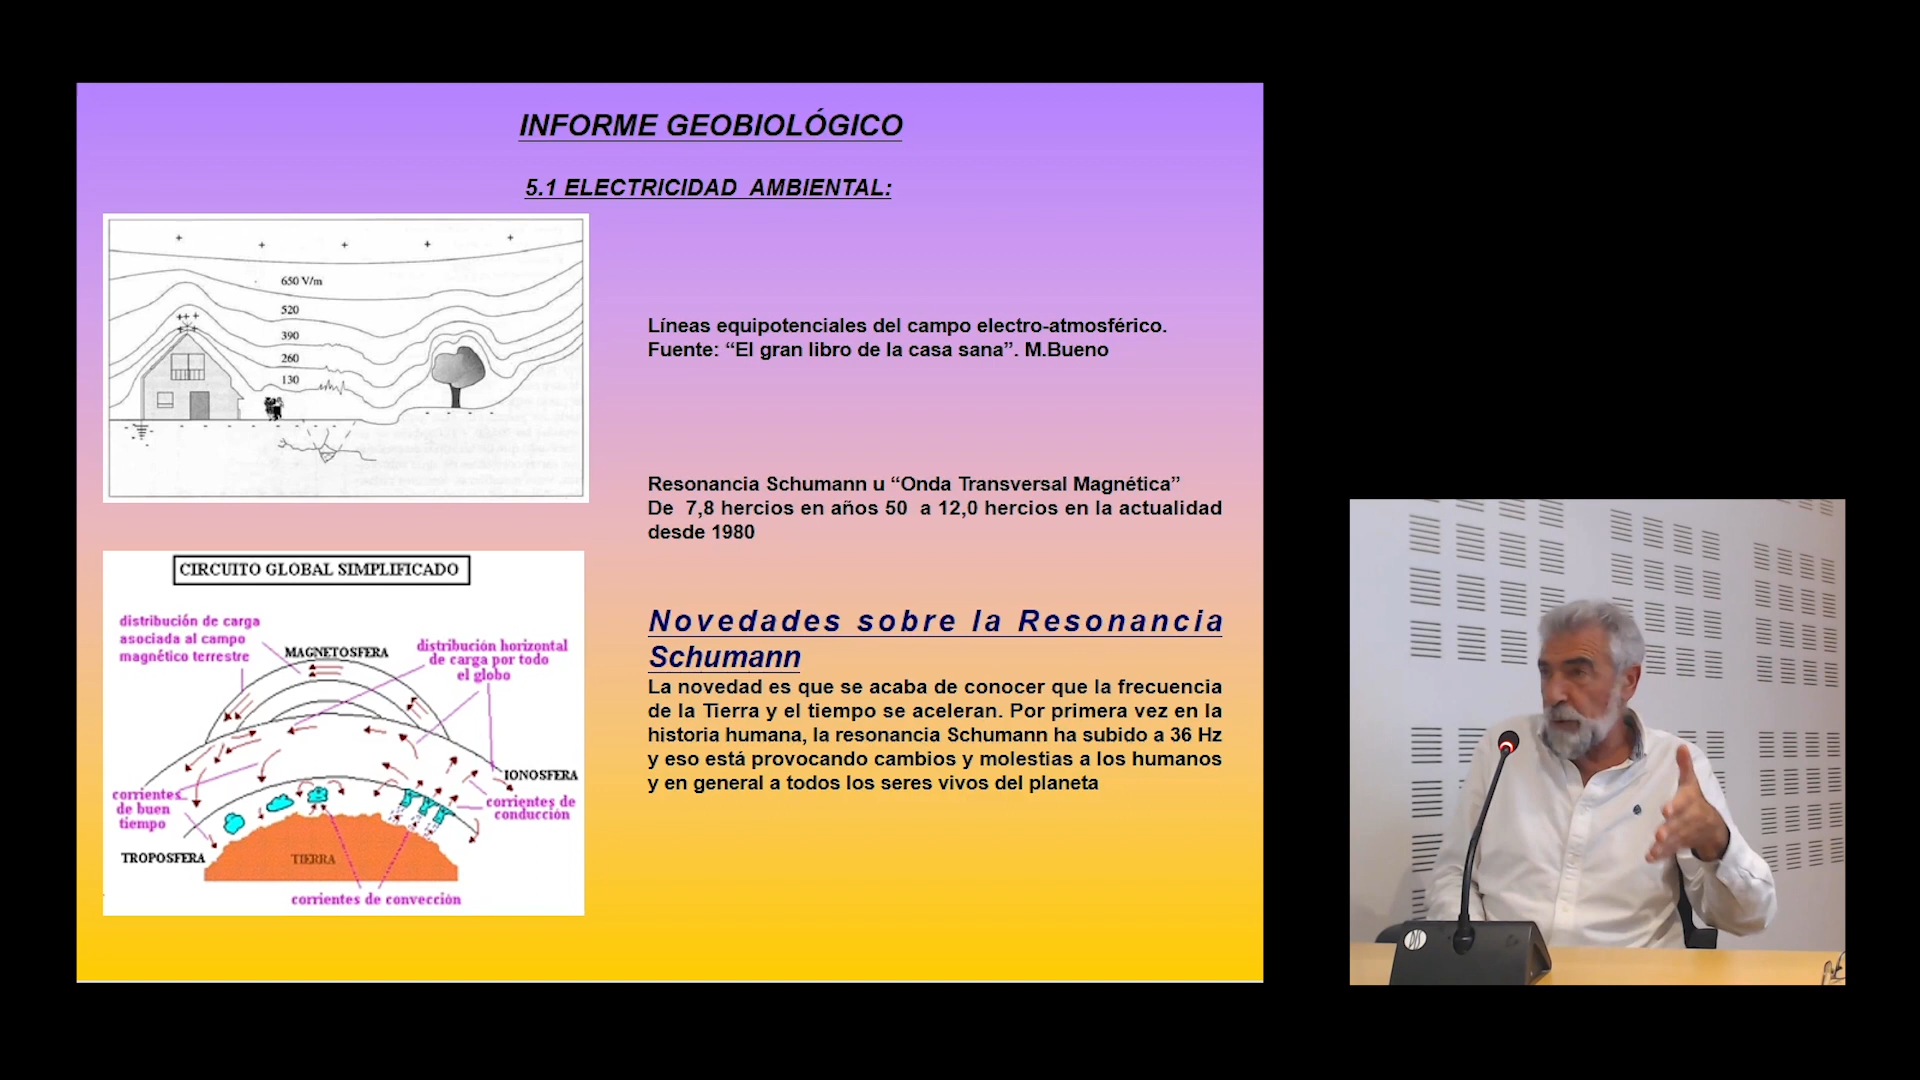 INFORME GEOBIOLÓGICO
5.1 ELECTRICIDAD AMBIENTAL:
650 V/m
520
390
260
130
Líneas equipotenciales del campo electro-atmosférico.
Fuente: “El gran libro de la casa sana”. M.Bueno
Resonancia Schumann u “Onda Transversal Magnética”
De 7,8 hercios en años 50 a 12,0 hercios en la actualidad
desde 1980
CIRCUITO GLOBAL SIMPLIFICADO
distribución de carga
asociada al campo
magnético terrestre
MAGNETOSFERA
distribución horizontal
de carga por todo
el globo
IONOSFERA
corrientes
de buen
tiempo
corrientes de
conducción
TROPOSFERA
TIERRA
corrientes de convección
Novedades sobre la Resonancia
Schumann
La novedad es que se acaba de conocer que la frecuencia
de la Tierra y el tiempo se aceleran. Por primera vez en la
historia humana, la resonancia Schumann ha subido a 36 Hz
y eso está provocando cambios y molestias a los humanos
y en general a todos los seres vivos del planeta